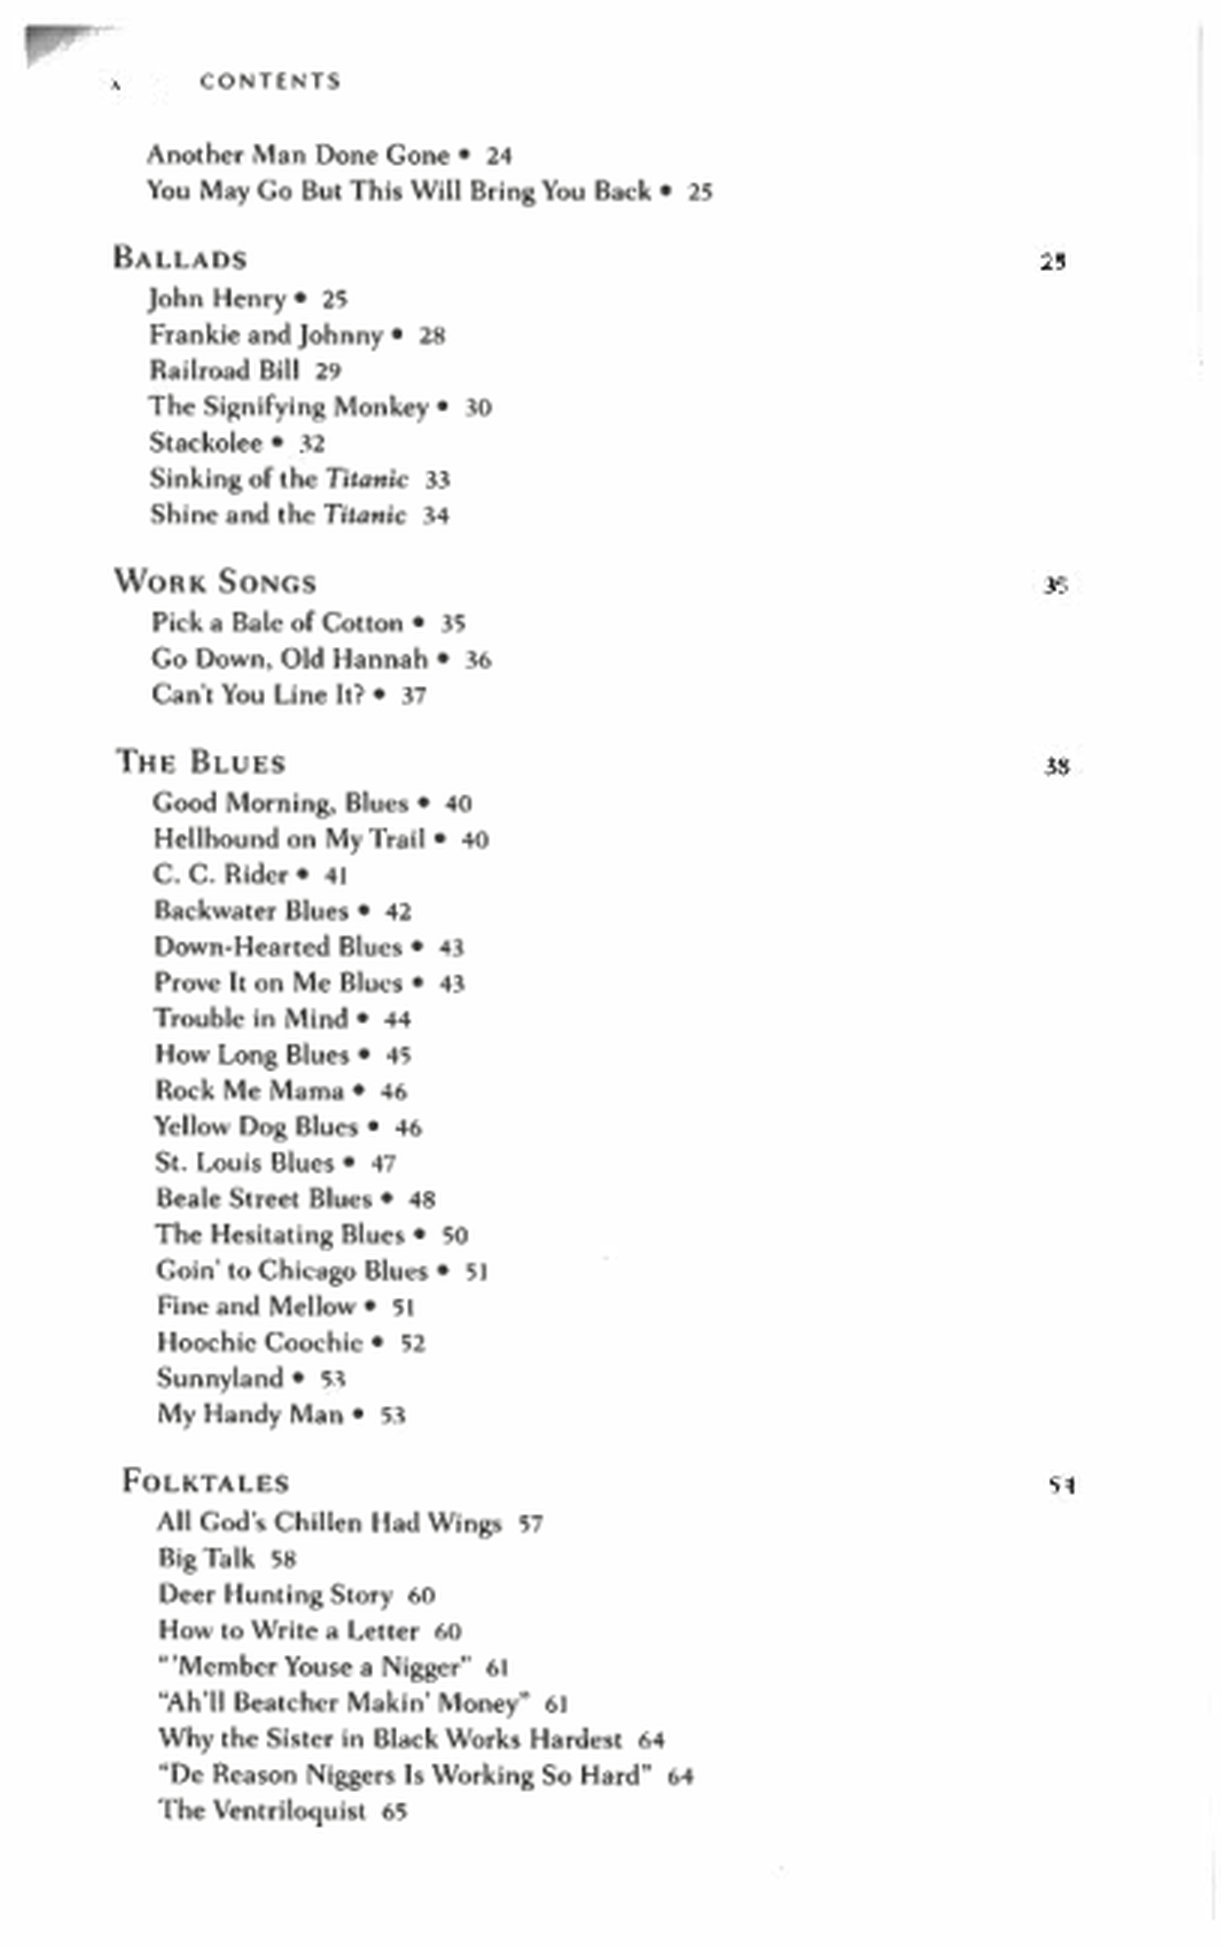 x CONTENTS
Another Man Done Gone • 24
You May Go But This Will Bring You Back • 25
BALLADS 25
John Henry • 25
Frankie and Johnny • 28
Railroad Bill 29
The Signifying Monkey • 30
Stackolee • 32
Sinking of the Titanic 33
Shine and the Titanic 34
WORK SONGS 35
Pick a Bale of Cotton • 35
Go Down, Old Hannah • 36
Can't You Line It? • 37
THE BLUES 38
Good Morning, Blues • 40
Hellhound on My Trail • 40
C. C. Rider • 41
Backwater Blues • 42
Down-Hearted Blues • 43
Prove It on Me Blues • 43
Trouble in Mind • 44
How Long Blues • 45
Rock Me Mama • 46
Yellow Dog Blues • 46
St. Louis Blues • 47
Beale Street Blues • 48
The Hesitating Blues • 50
Goin' to Chicago Blues • 51
Fine and Mellow • 51
Hoochie Coochie • 52
Sunnyland • 53
My Handy Man • 53
FOLKTALES
All God's Chillen Had Wings 57
Big Talk 58
Deer Hunting Story 60
How to Write a Letter 60
"'Member Youse a Nigger" 61
"Ah'll Beatcher Makin' Money" 61
Why the Sister in Black Works Hardest 64
"De Reason Niggers Is Working So Hard" 64
The Ventriloquist 65